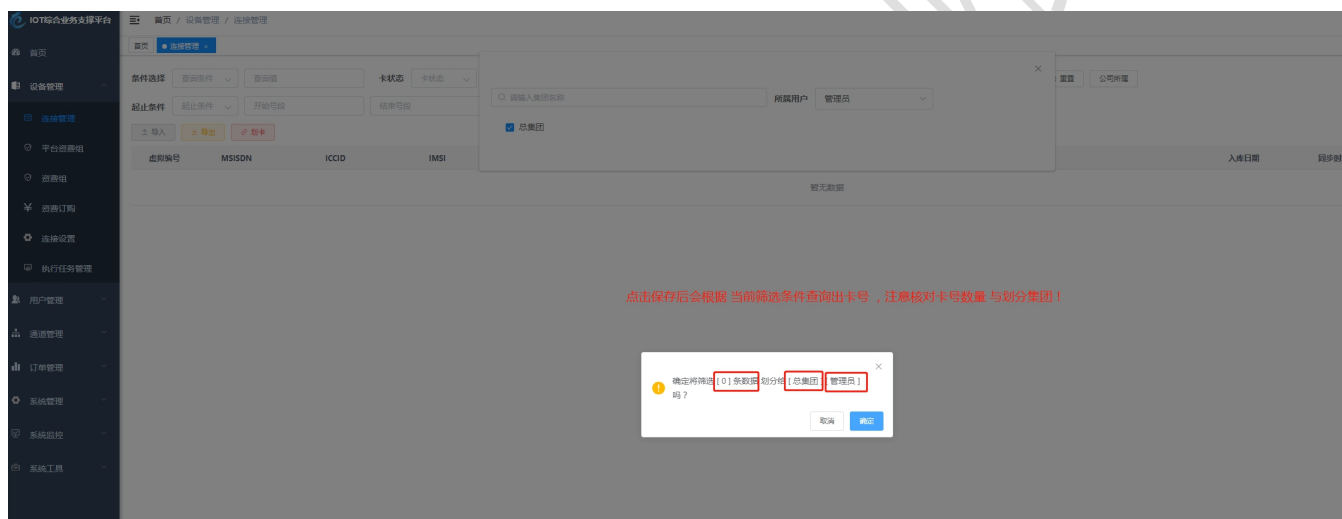 IOT综合业务支撑平台
首页 / 设备管理 / 连接管理
首页
连接管理 ×
首页
设备管理
连接管理
平台资费组
资费组
资费订购
连接设置
执行任务管理
用户管理
通道管理
订单管理
系统管理
系统监控
系统工具
条件选择 查询条件 查询值 卡状态 卡状态
重置 公司所属
起止条件 起止条件 开始号段 结束号段
导入 导出 划卡
请输入集团名称 所属用户 管理员
总集团
虚拟编号 MSISDN ICCID IMSI 入库日期
暂无数据
点击保存后会根据 当前筛选条件查询出卡号 ，注意核对卡号数量 与划分集团！
确定将筛选 [ 0 ] 条数据 划分给 [ 总集团 ] [ 管理员 ]
吗？
取消 确定